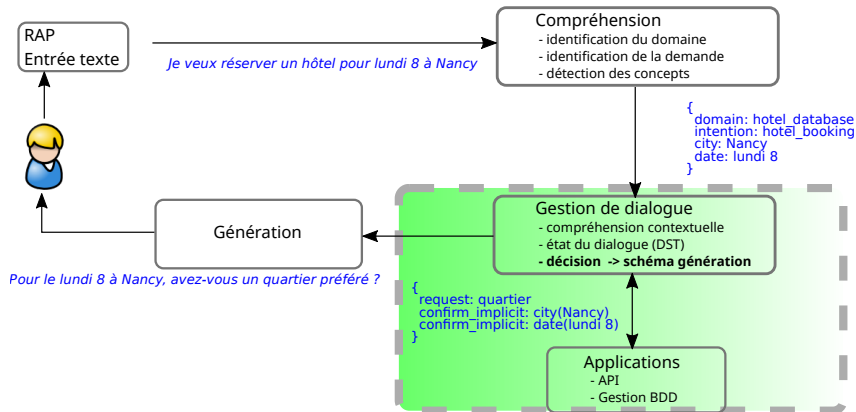 RAP
Entrée texte
Je veux réserver un hôtel pour lundi 8 à Nancy
Compréhension
- identification du domaine
- identification de la demande
- détection des concepts
{
domain: hotel_database
intention: hotel_booking
city: Nancy
date: lundi 8
}
Gestion de dialogue
- compréhension contextuelle
- état du dialogue (DST)
- décision -> schéma génération
Génération
Pour le lundi 8 à Nancy, avez-vous un quartier préféré ?
{
request: quartier
confirm_implicit: city(Nancy)
confirm_implicit: date(lundi 8)
}
Applications
- API
- Gestion BDD